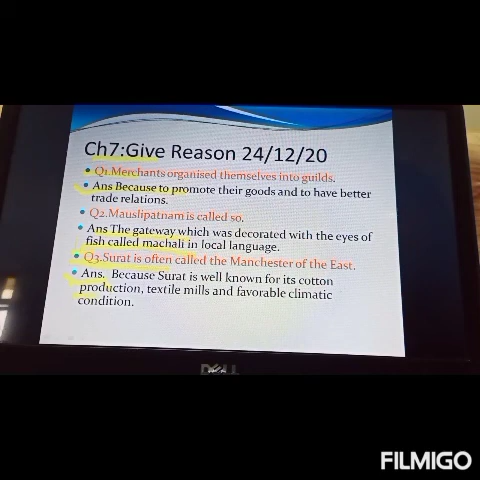 Ch7:Give Reason 24/12/20
Q1.Merchants organised themselves into guilds.
Ans Because to promote their goods and to have better
trade relations.
Q2.Mauslipatnam is called so.
Ans The gateway which was decorated with the eyes of
fish called machali in local language.
Q3.Surat is often called the Manchester of the East.
Ans. Because Surat is well known for its cotton
production, textile mills and favorable climatic
condition.
DELL
FILMIGO